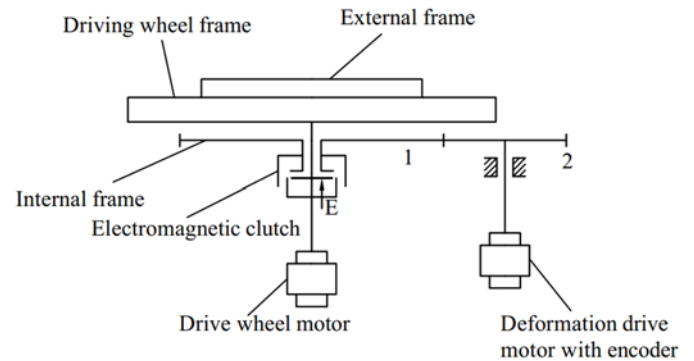 Driving wheel frame
External frame
1
2
Internal frame
E
Electromagnetic clutch
Drive wheel motor
Deformation drive
motor with encoder